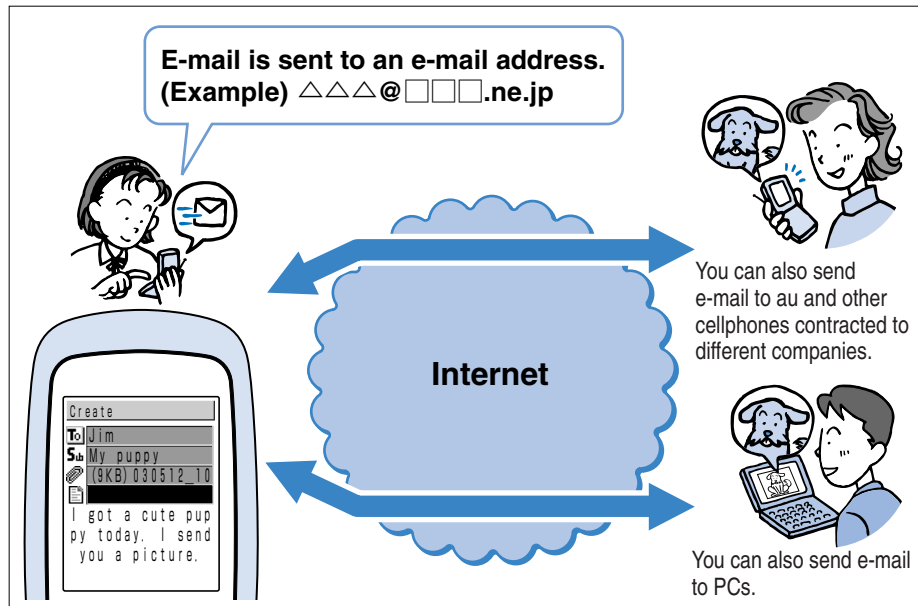 E-mail is sent to an e-mail address.
(Example) △△△@□□□.ne.jp
You can also send
e-mail to au and other
cellphones contracted to
different companies.
Internet
Create
To Jim
Sub My puppy
(9KB)030512_10
I got a cute pup
py today. I send
you a picture.
You can also send e-mail
to PCs.